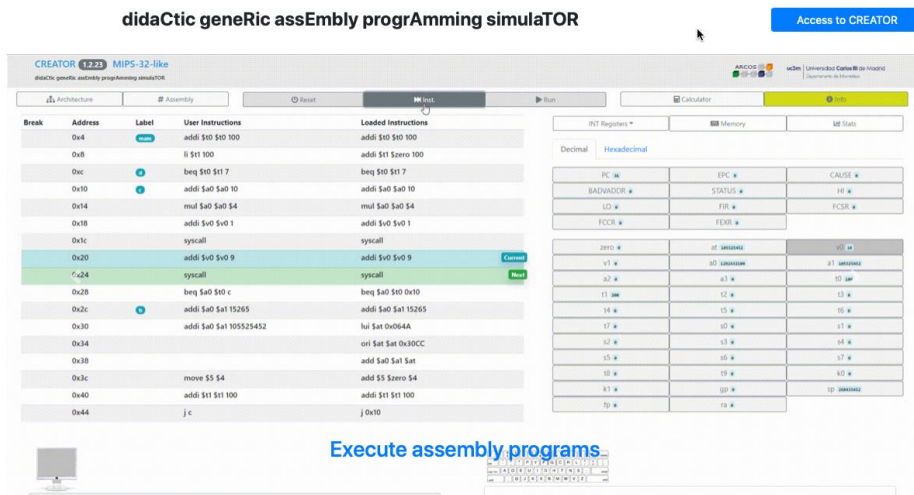 didaCtic geneRic assEmbly progrAmming simulaTOR
Access to CREATOR
CREATOR 1.2.23 MIPS-32-like
didaCtic geneRic assEmbly progrAmming simulaTOR
ARCOS
uc3m Universidad Carlos III de Madrid
Architecture # Assembly Reset Inst. Run Calculator Info
Break Address Label User Instructions Loaded Instructions
0x4 main addi $t0 $t0 100 addi $t0 $t0 100
0x8 li $t1 100 addi $t1 $zero 100
0xc d beq $t0 $t1 7 beq $t0 $t1 7
0x10 c addi $a0 $a0 10 addi $a0 $a0 10
0x14 mul $a0 $a0 $4 mul $a0 $a0 $4
0x18 addi $v0 $v0 1 addi $v0 $v0 1
0x1c syscall syscall
0x20 addi $v0 $v0 9 addi $v0 $v0 9 Current
0x24 syscall syscall Next
0x28 beq $a0 $t0 c beq $a0 $t0 0x10
0x2c b addi $a0 $a1 15265 addi $a0 $a1 15265
0x30 addi $a0 $a1 105525452 lui $at 0x064A
0x34 ori $at $at 0x30CC
0x38 add $a0 $a1 $at
0x3c move $5 $4 add $5 $zero $4
0x40 addi $t1 $t1 100 addi $t1 $t1 100
0x44 j c j 0x10
INT Registers Memory Stats
Decimal Hexadecimal
PC EPC CAUSE
BADVADDR STATUS HI
LO FIR FCSR
FCCR FEXR
zero at v0
v1 a0 a1
a2 a3 t0
t1 t2 t3
t4 t5 t6
t7 s0 s1
s2 s3 s4
s5 s6 s7
t8 t9 k0
k1 gp sp
fp ra
Execute assembly programs